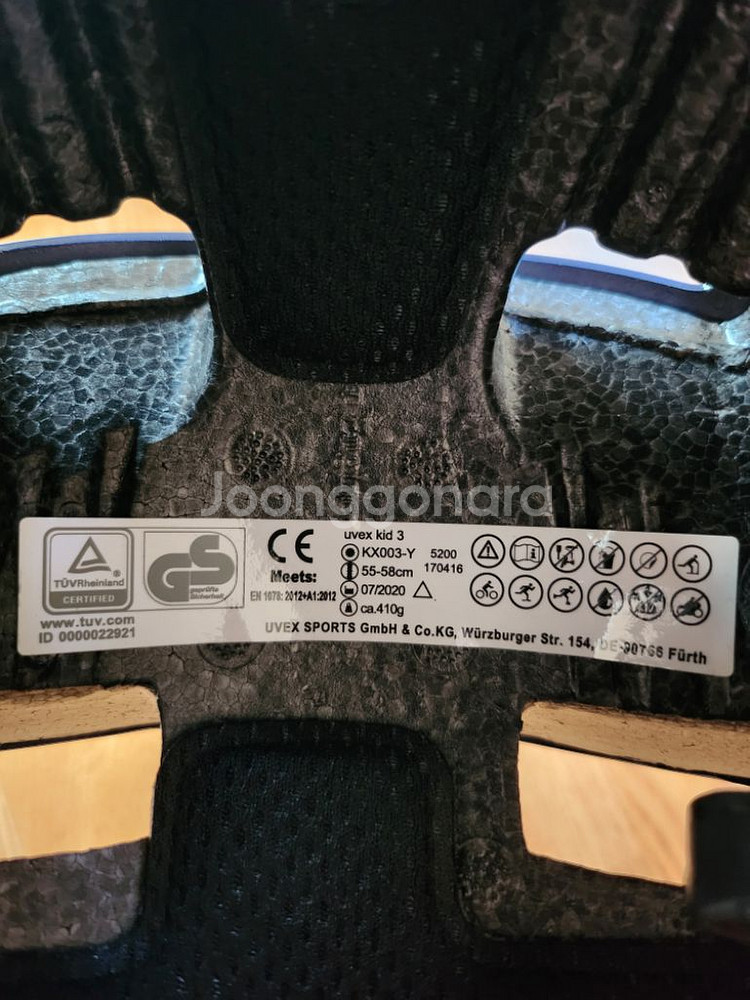 Joonggonara
TÜVRheinland
CERTIFIED
www.tuv.com
ID 0000022921
GS
geprüfte
Sicherheit
CE
Meets:
EN 1078:2012+A1:2012
uvex kid 3
KX003-Y 5200
55-58cm 170416
07/2020
ca.410g
UVEX SPORTS GmbH & Co.KG, Würzburger Str. 154, DE-90766 Fürth